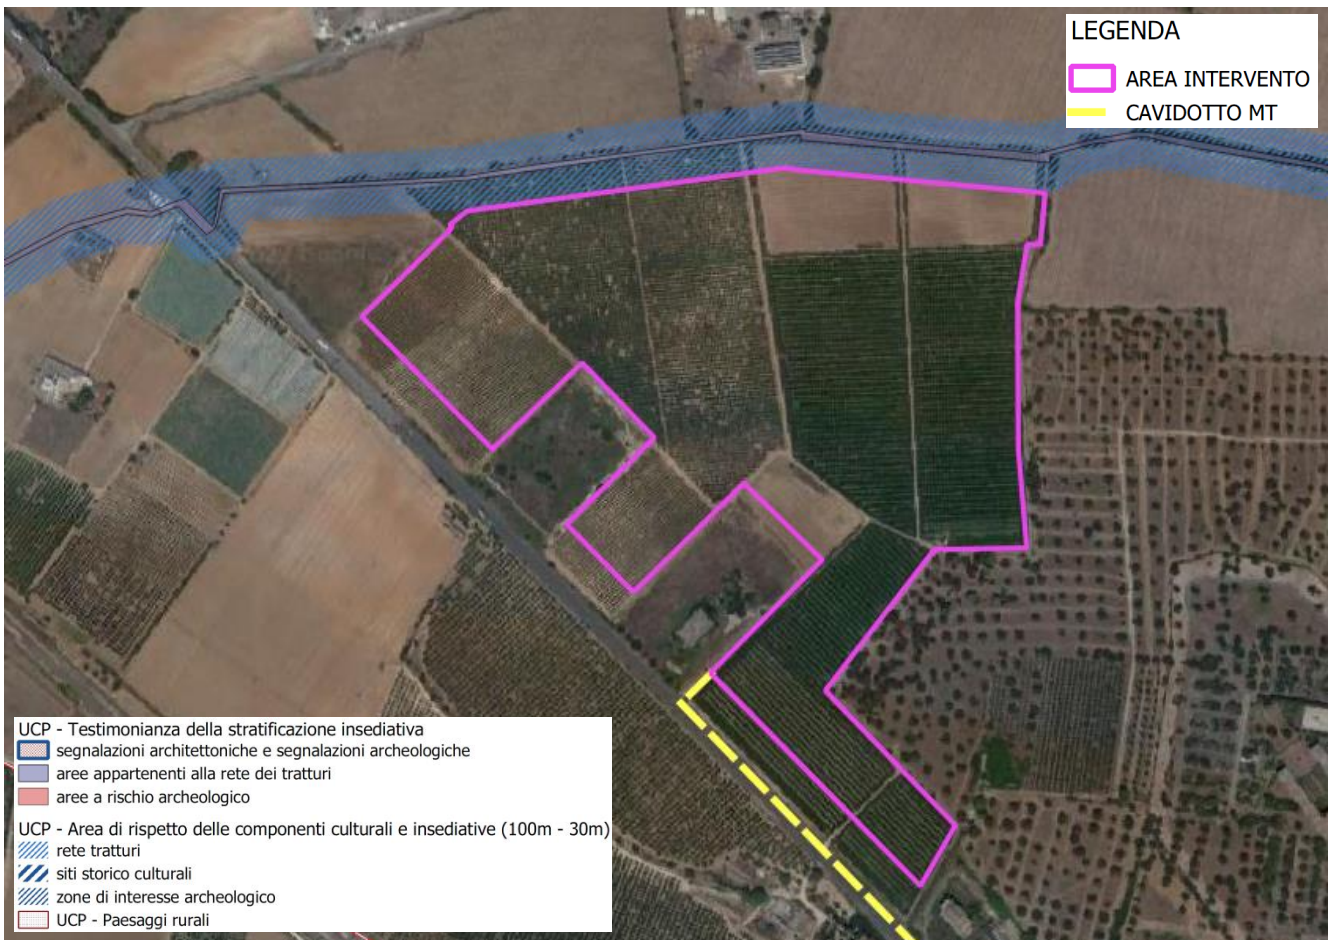 LEGENDA
AREA INTERVENTO
CAVIDOTTO MT
UCP - Testimonianza della stratificazione insediativa
segnalazioni architettoniche e segnalazioni archeologiche
aree appartenenti alla rete dei tratturi
aree a rischio archeologico
UCP - Area di rispetto delle componenti culturali e insediative (100m - 30m)
rete tratturi
siti storico culturali
zone di interesse archeologico
UCP - Paesaggi rurali